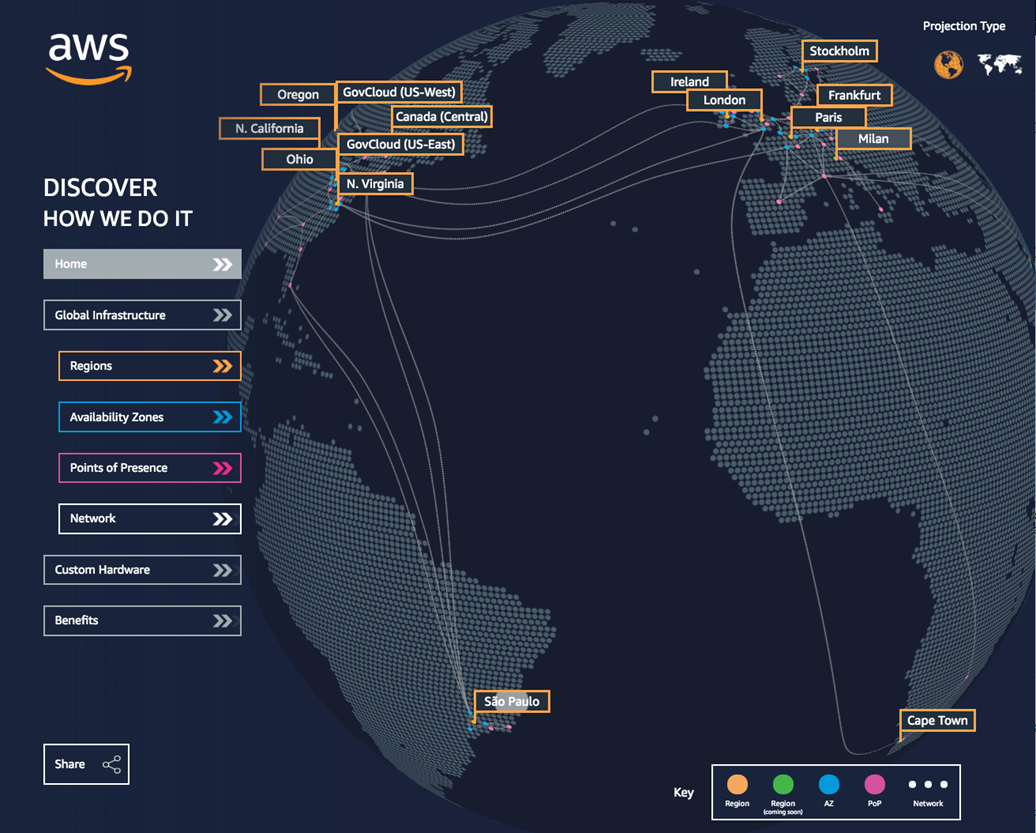 aws
Projection Type
Stockholm
Ireland
London
Frankfurt
Paris
Milan
Oregon
GovCloud (US-West)
Canada (Central)
N. California
GovCloud (US-East)
Ohio
N. Virginia
DISCOVER
HOW WE DO IT
Home
Global Infrastructure
Regions
Availability Zones
Points of Presence
Network
Custom Hardware
Benefits
São Paulo
Cape Town
Share
Key
Region
Region
(coming soon)
AZ
PoP
Network